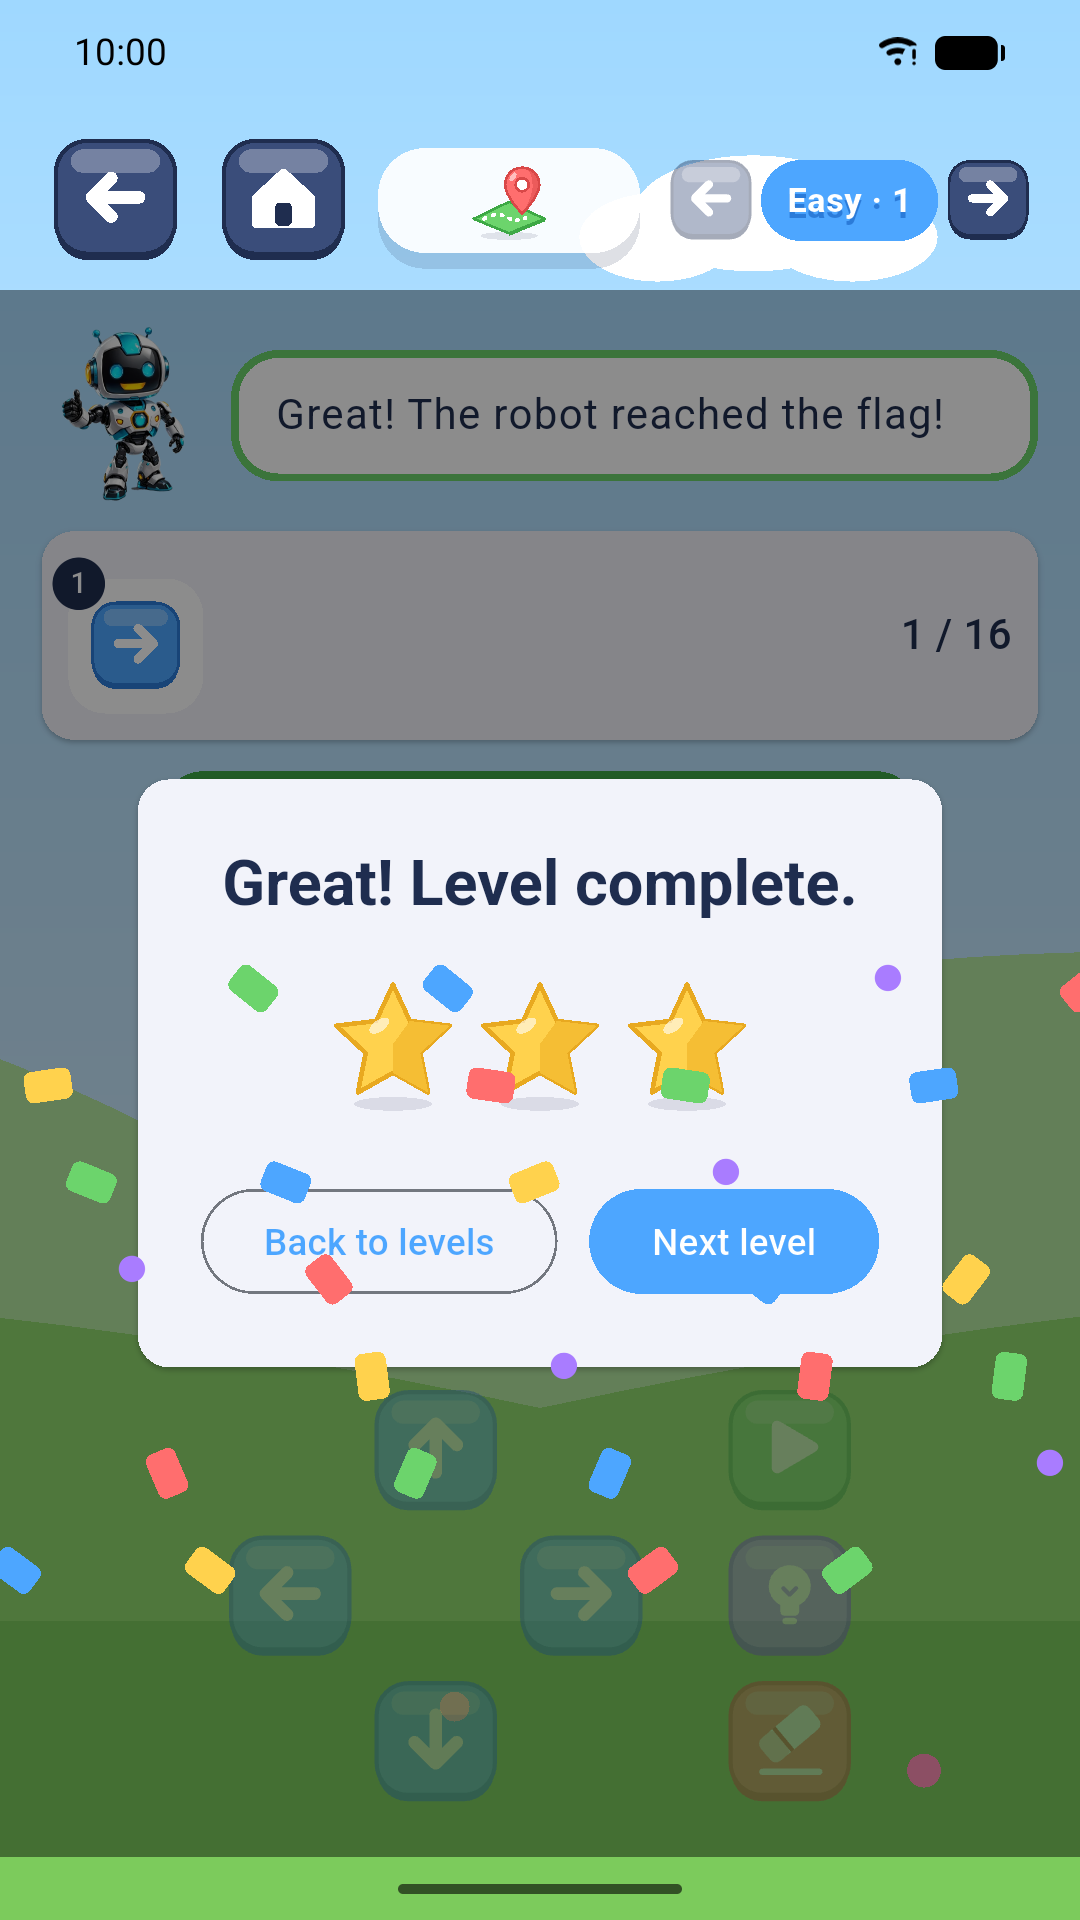 10:00
Easy · 1
Great! The robot reached the flag!
1
1 / 16
Great! Level complete.
Back to levels
Next level